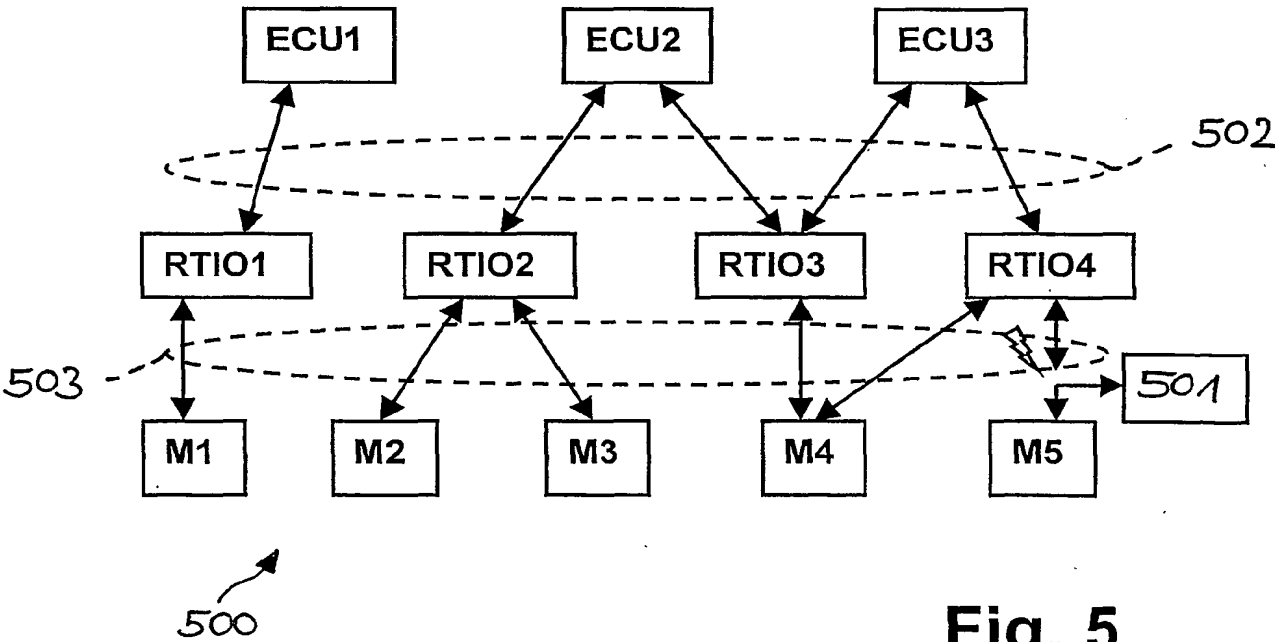 ECU1 ECU2 ECU3
502
RTIO1 RTIO2 RTIO3 RTIO4
503
501
M1 M2 M3 M4 M5
500
Fig. 5